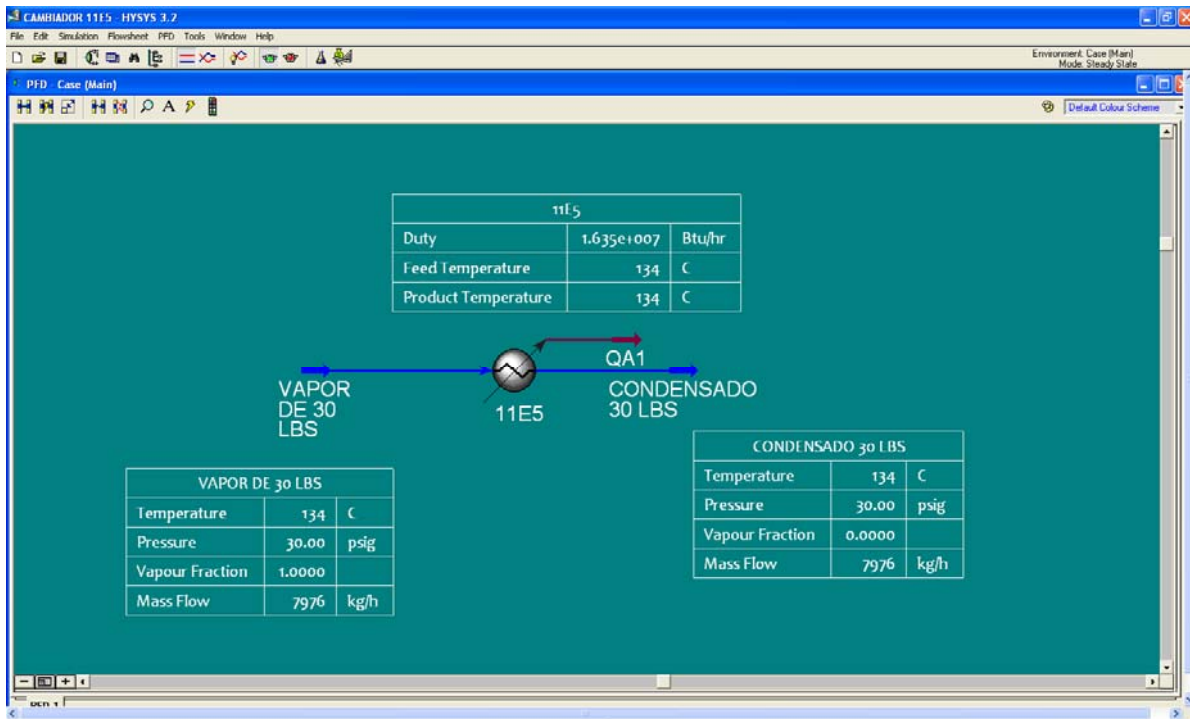 CAMBIADOR 11E5 - HYSYS 3.2
File Edit Simulation Flowsheet PFD Tools Window Help
Environment: Case (Main)
Mode: Steady State
PFD - Case (Main)
A
Default Colour Scheme
11E5
Duty 1.635e+007 Btu/hr
Feed Temperature 134 C
Product Temperature 134 C
QA1
VAPOR
DE 30
LBS
11E5
CONDENSADO
30 LBS
CONDENSADO 30 LBS
Temperature 134 C
Pressure 30.00 psig
Vapour Fraction 0.0000
Mass Flow 7976 kg/h
VAPOR DE 30 LBS
Temperature 134 C
Pressure 30.00 psig
Vapour Fraction 1.0000
Mass Flow 7976 kg/h
PFD 1